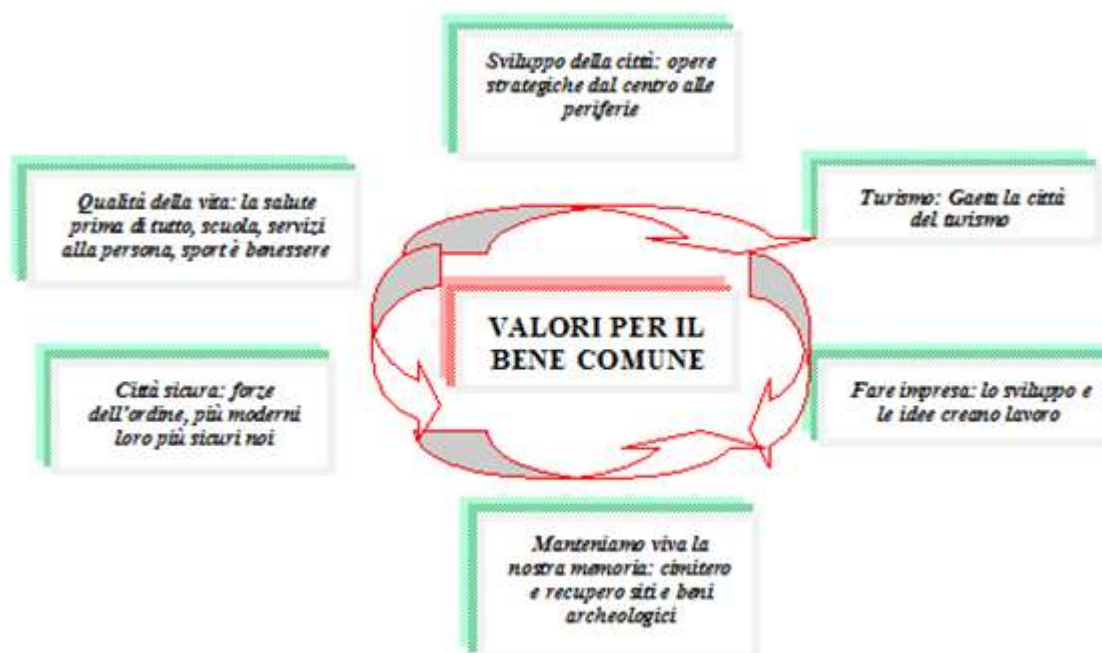 Sviluppo della città: opere
strategiche dal centro alle
periferie
Qualità della vita: la salute
prima di tutto, scuola, servizi
alla persona, sport è benessere
Turismo: Gaeta la città
del turismo
VALORI PER IL
BENE COMUNE
Città sicura: forze
dell'ordine, più moderni
loro più sicuri noi
Fare impresa: lo sviluppo e
le idee creano lavoro
Manteniamo viva la
nostra memoria: cimitero
e recupero siti e beni
archeologici